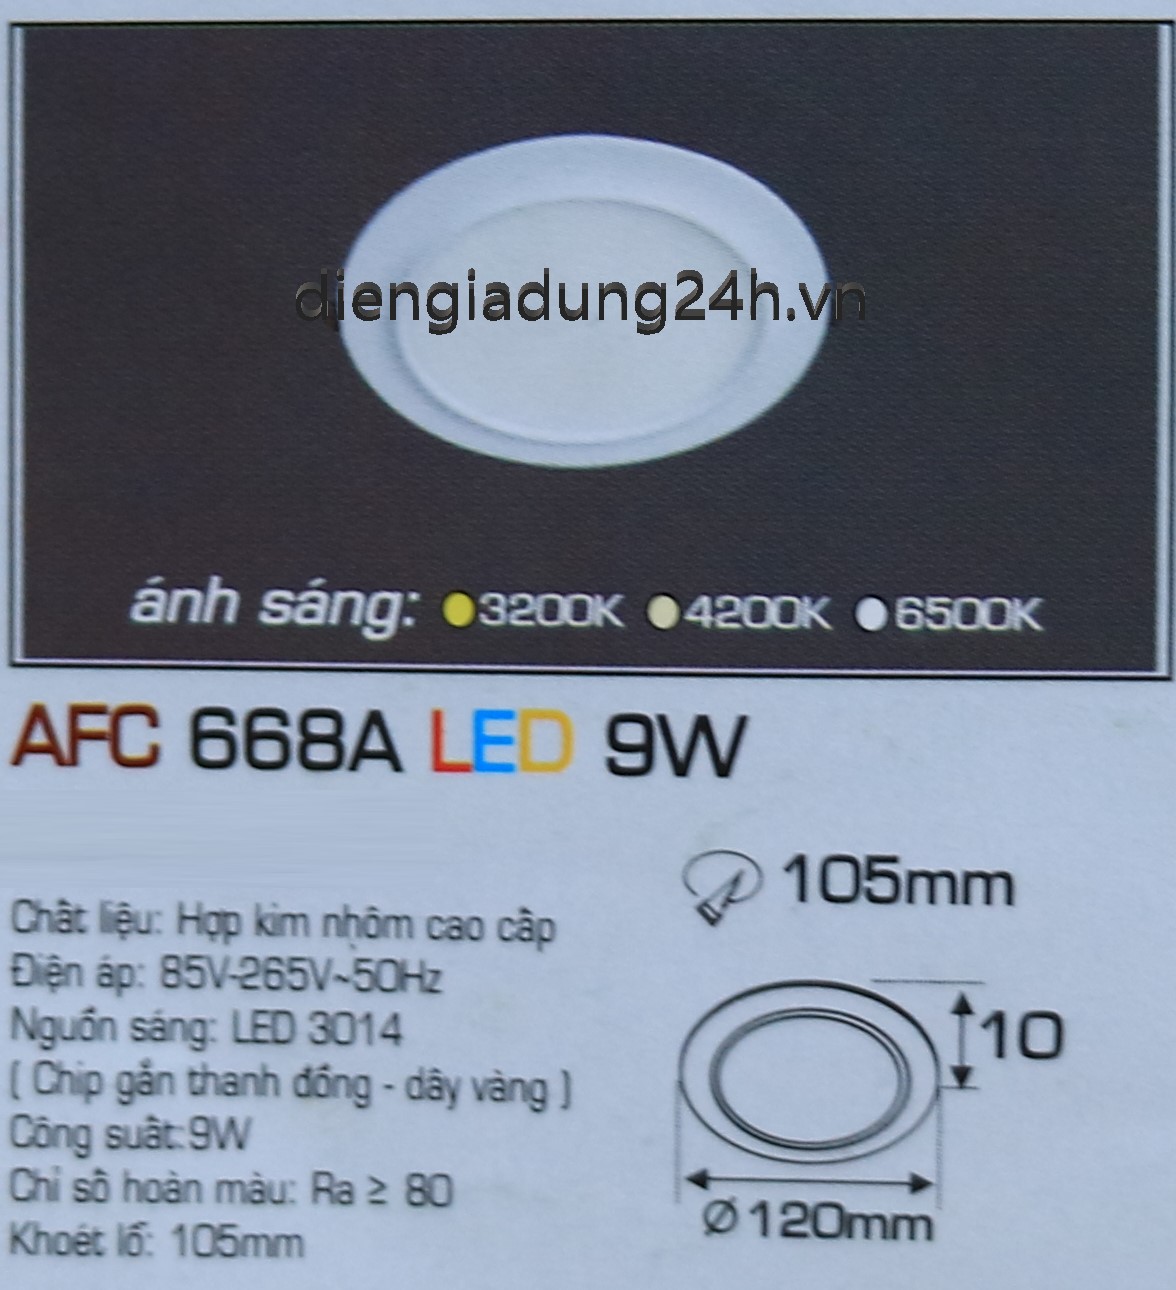 diengiadung24h.vn
ánh sáng: 3200K 4200K 6500K
AFC 668A LED 9W
105mm
Chất liệu: Hợp kim nhôm cao cấp
Điện áp: 85V-265V~50Hz
Nguồn sáng: LED 3014
( Chip gắn thanh đồng - dây vàng )
Công suất:9W
Chỉ số hoàn màu: Ra ≥ 80
Khoét lỗ: 105mm
10
Ø120mm